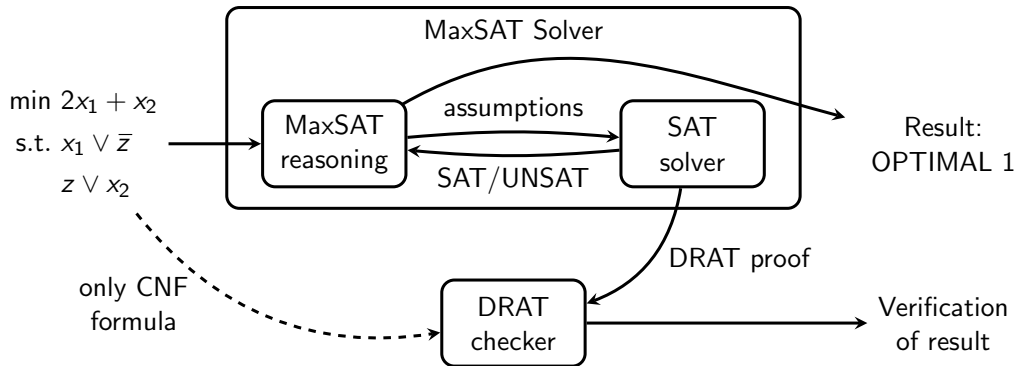 MaxSAT Solver
min 2x₁ + x₂
s.t. x₁ ∨ z̄
z ∨ x₂
MaxSAT
reasoning
assumptions
SAT/UNSAT
SAT
solver
Result:
OPTIMAL 1
DRAT proof
only CNF
formula
DRAT
checker
Verification
of result